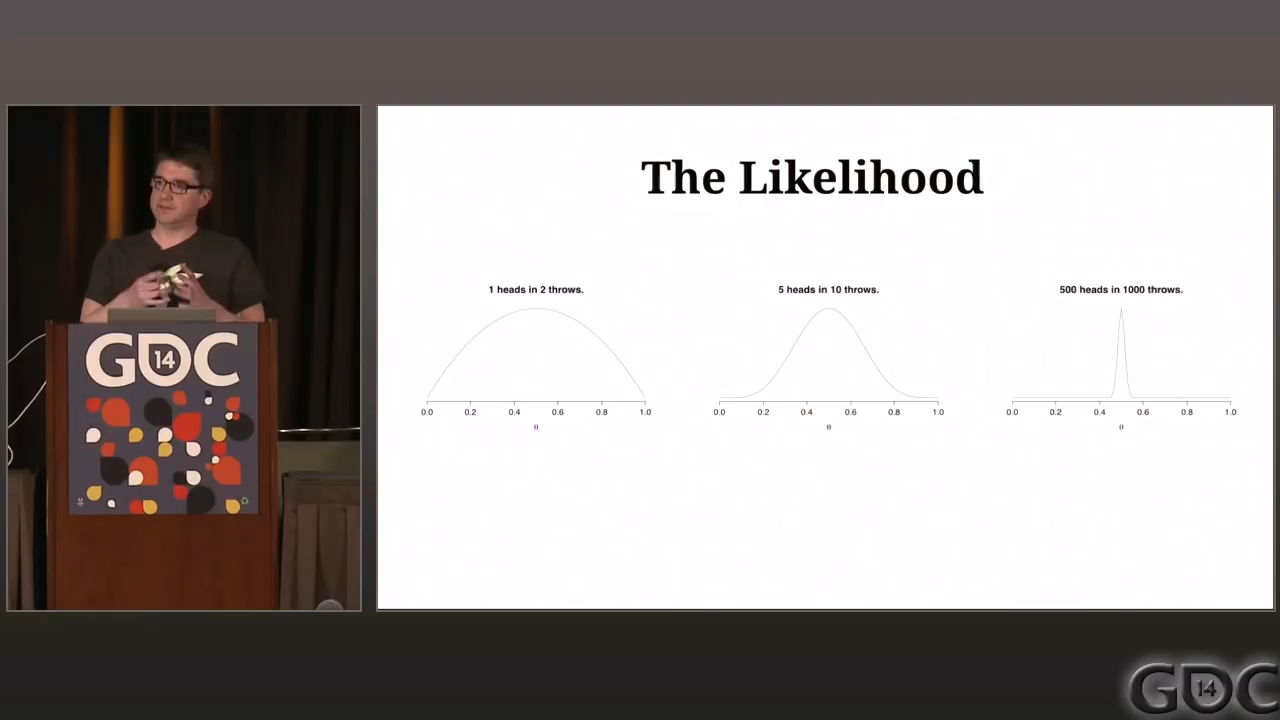 The Likelihood
1 heads in 2 throws.
5 heads in 10 throws.
500 heads in 1000 throws.
0.0 0.2 0.4 0.6 0.8 1.0
θ
0.0 0.2 0.4 0.6 0.8 1.0
θ
0.0 0.2 0.4 0.6 0.8 1.0
θ
GDC
14
GDC
14